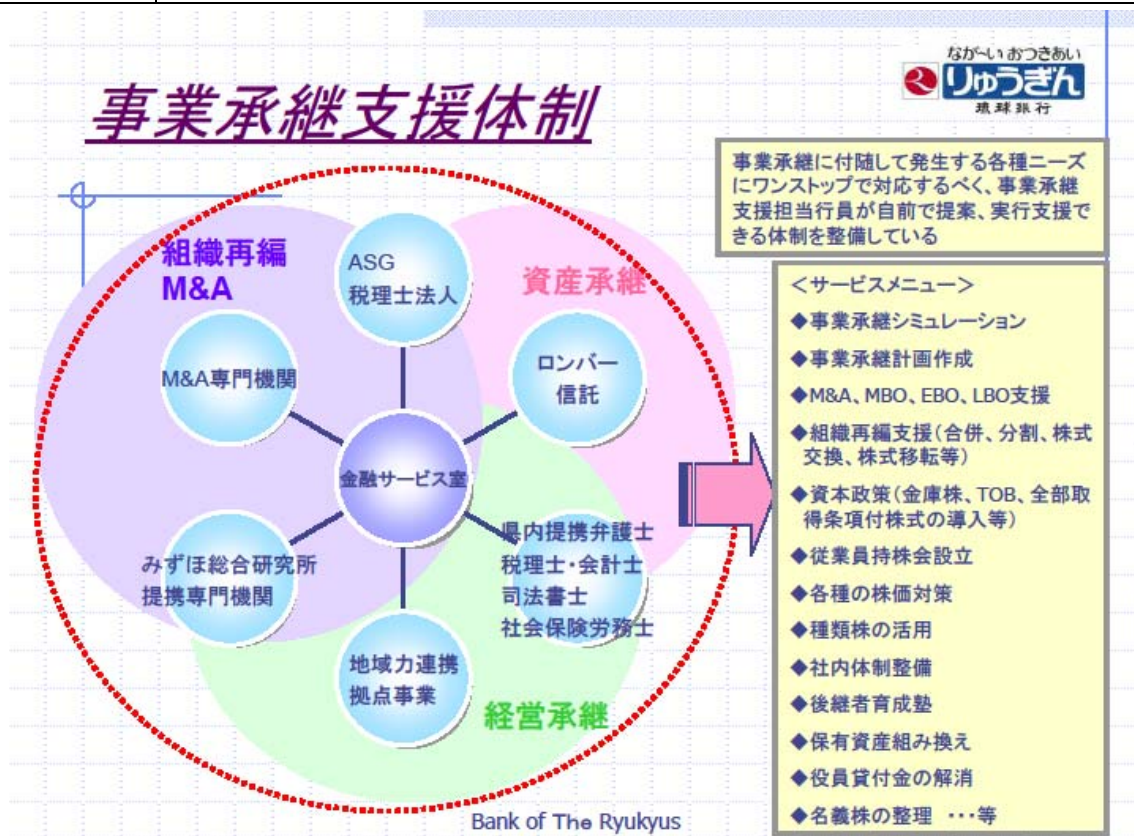 なが〜い おつきあい
りゅうぎん
琉球銀行
事業承継支援体制
事業承継に付随して発生する各種ニーズ
にワンストップで対応するべく、事業承継
支援担当行員が自前で提案、実行支援で
きる体制を整備している
組織再編
M&A
ASG
税理士法人
資産承継
M&A専門機関
ロンバー
信託
金融サービス室
みずほ総合研究所
提携専門機関
県内提携弁護士
税理士・会計士
司法書士
社会保険労務士
地域力連携
拠点事業
経営承継
<サービスメニュー>
◆事業承継シミュレーション
◆事業承継計画作成
◆M&A、MBO、EBO、LBO支援
◆組織再編支援(合併、分割、株式
交換、株式移転等)
◆資本政策(金庫株、TOB、全部取
得条項付株式の導入等)
◆従業員持株会設立
◆各種の株価対策
◆種類株の活用
◆社内体制整備
◆後継者育成塾
◆保有資産組み換え
◆役員貸付金の解消
◆名義株の整理 ・・・等
Bank of The Ryukyus